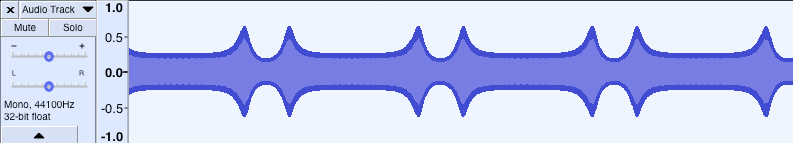 × Audio Track ▼
Mute Solo
- +
L R
Mono, 44100Hz
32-bit float
1.0
0.5
0.0
-0.5
-1.0